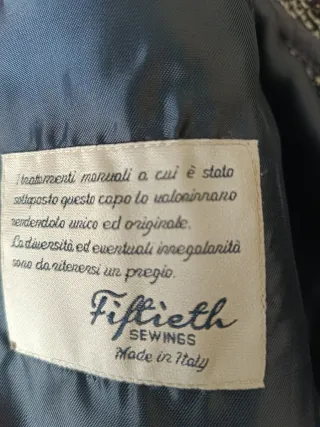 I trattamenti manuali a cui è stato
sottoposto questo capo lo valorizzano
rendendolo unico ed originale.
La diversità ed eventuali irregolarità
sono da ritenersi un pregio.
Fiftieth
SEWINGS
Made in Italy